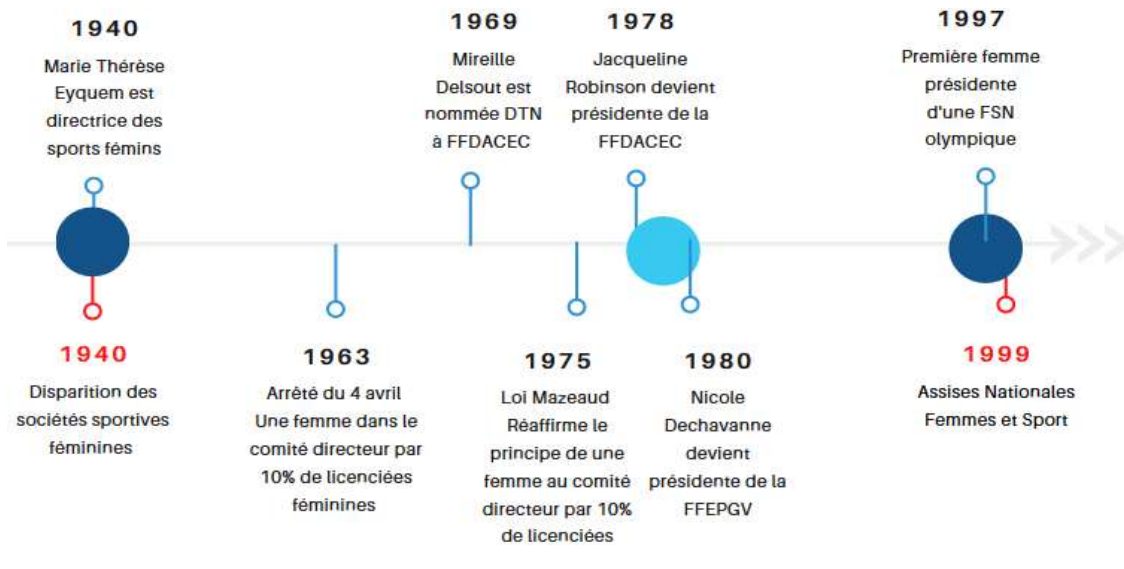 1940
Marie Thérèse
Eyquem est
directrice des
sports fémins
1969
Mireille
Delsout est
nommée DTN
à FFDACEC
1978
Jacqueline
Robinson devient
présidente de la
FFDACEC
1997
Première femme
présidente
d'une FSN
olympique
1940
Disparition des
sociétés sportives
féminines
1963
Arrêté du 4 avril
Une femme dans le
comité directeur par
10% de licenciées
féminines
1975
Loi Mazeaud
Réaffirme le
principe de une
femme au comité
directeur par 10%
de licenciées
1980
Nicole
Dechavanne
devient
présidente de la
FFEPGV
1999
Assises Nationales
Femmes et Sport